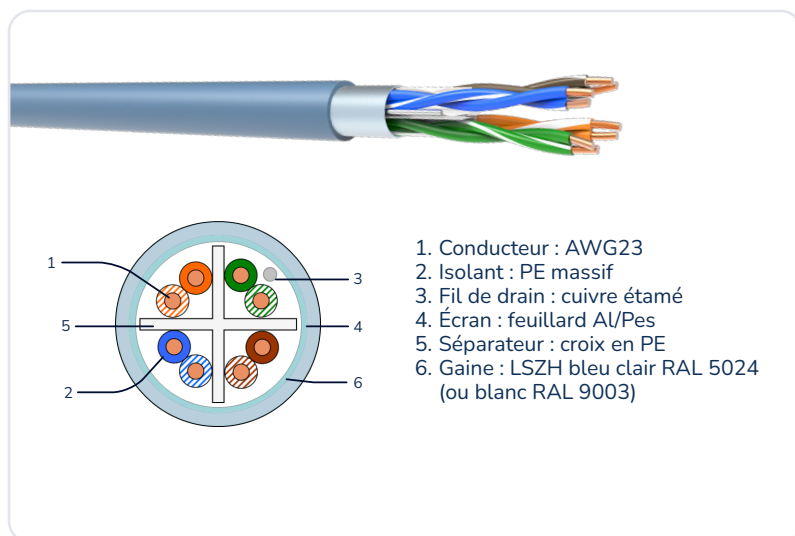 1. Conducteur : AWG23
2. Isolant : PE massif
3. Fil de drain : cuivre étamé
4. Écran : feuillard Al/Pes
5. Séparateur : croix en PE
6. Gaine : LSZH bleu clair RAL 5024
(ou blanc RAL 9003)
1
3
5
4
2
6